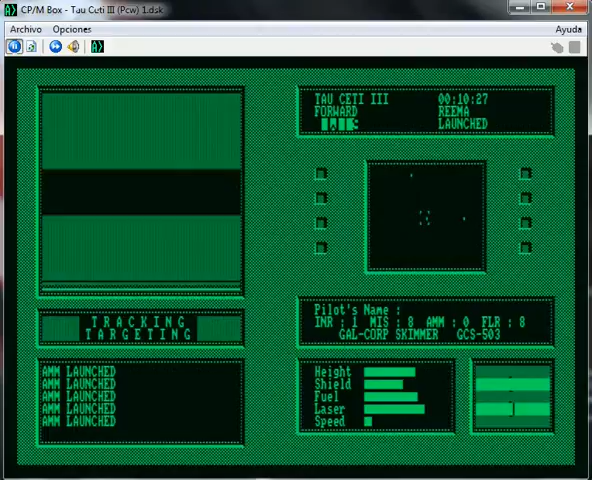 CP/M Box - Tau Ceti III (Pcw) 1.dsk
Archivo Opciones Ayuda
A>
TAU CETI III 00:10:27
FORWARD REEMA
LAUNCHED
Pilot's Name :
INR : 1 MIS : 8 AMM : 0 FLR : 8
GAL-CORP SKIMMER GCS-503
TRACKING
TARGETING
AMM LAUNCHED
AMM LAUNCHED
AMM LAUNCHED
AMM LAUNCHED
AMM LAUNCHED
Height
Shield
Fuel
Laser
Speed